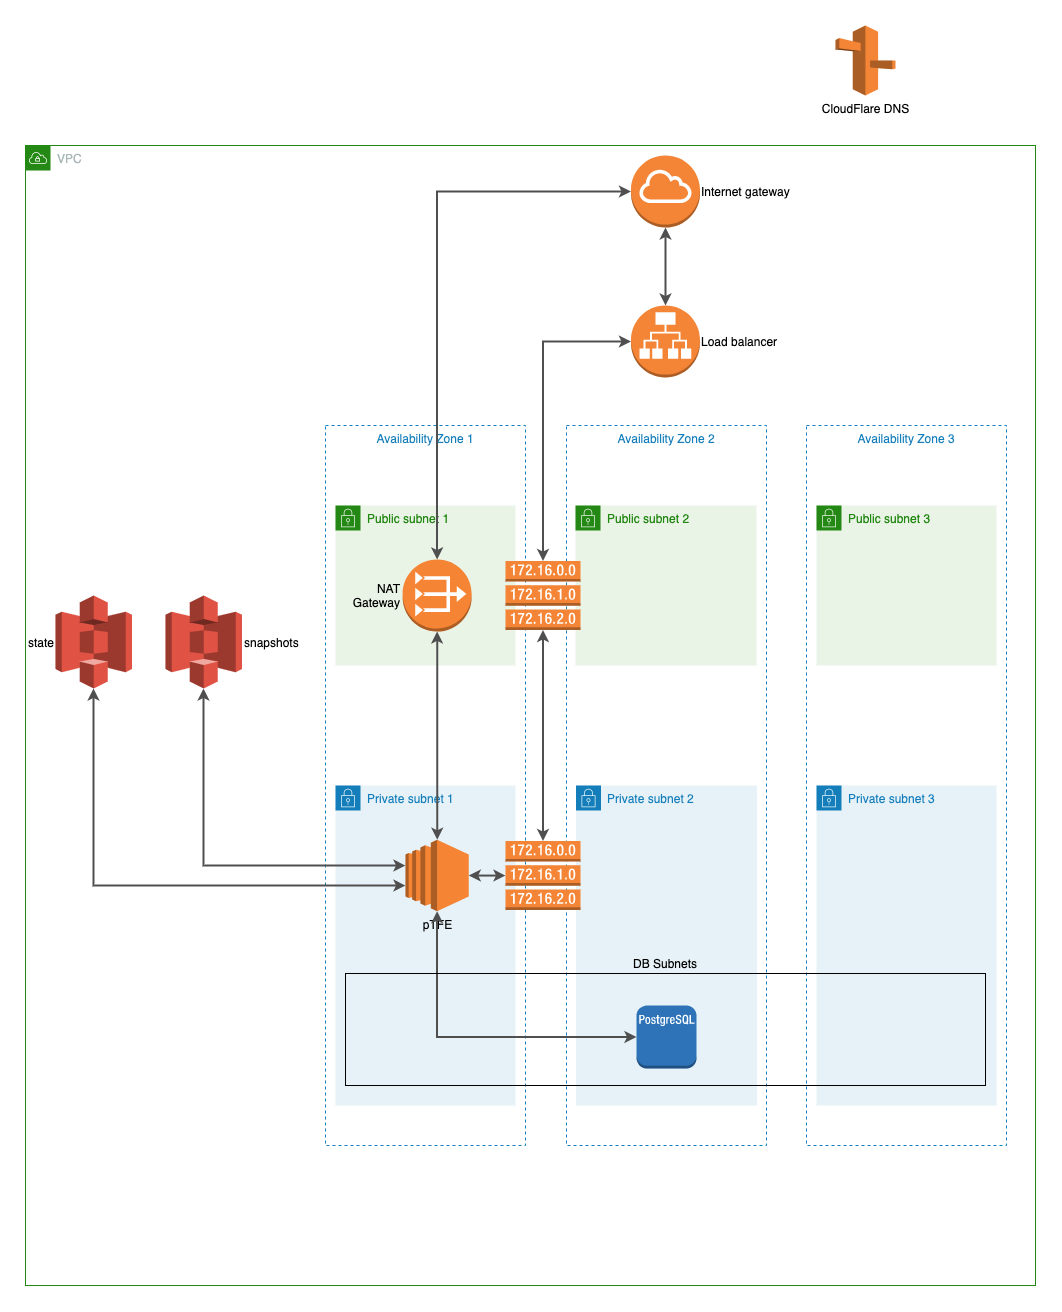 CloudFlare DNS
VPC
Internet gateway
Load balancer
Availability Zone 1
Availability Zone 2
Availability Zone 3
Public subnet 1
Public subnet 2
Public subnet 3
NAT
Gateway
172.16.0.0
172.16.1.0
172.16.2.0
state
snapshots
Private subnet 1
Private subnet 2
Private subnet 3
172.16.0.0
172.16.1.0
172.16.2.0
pTFE
DB Subnets
PostgreSQL